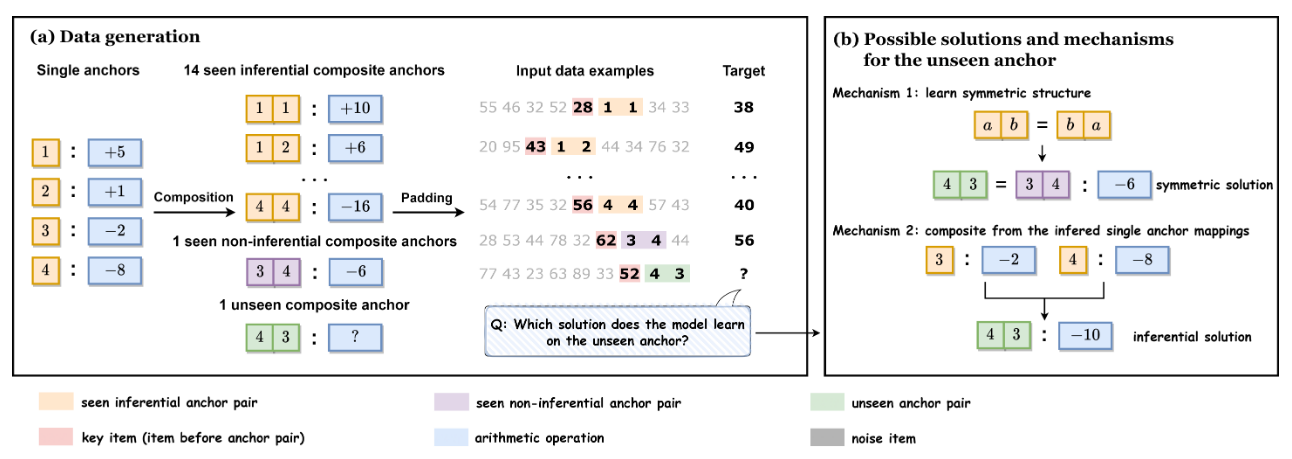 (a) Data generation
Single anchors
14 seen inferential composite anchors
Input data examples
Target
1 : +5
2 : +1
3 : −2
4 : −8
Composition
1 1 : +10
1 2 : +6
...
4 4 : −16
1 seen non-inferential composite anchors
3 4 : −6
1 unseen composite anchor
4 3 : ?
Padding
55 46 32 52 28 1 1 34 33 38
20 95 43 1 2 44 34 76 32 49
... ...
54 77 35 32 56 4 4 57 43 40
28 53 44 78 32 62 3 4 44 56
77 43 23 63 89 33 52 4 3 ?
Q: Which solution does the model learn
on the unseen anchor?
(b) Possible solutions and mechanisms
for the unseen anchor
Mechanism 1: learn symmetric structure
a b = b a
4 3 = 3 4 : −6 symmetric solution
Mechanism 2: composite from the infered single anchor mappings
3 : −2 4 : −8
4 3 : −10 inferential solution
seen inferential anchor pair
seen non-inferential anchor pair
unseen anchor pair
key item (item before anchor pair)
arithmetic operation
noise item